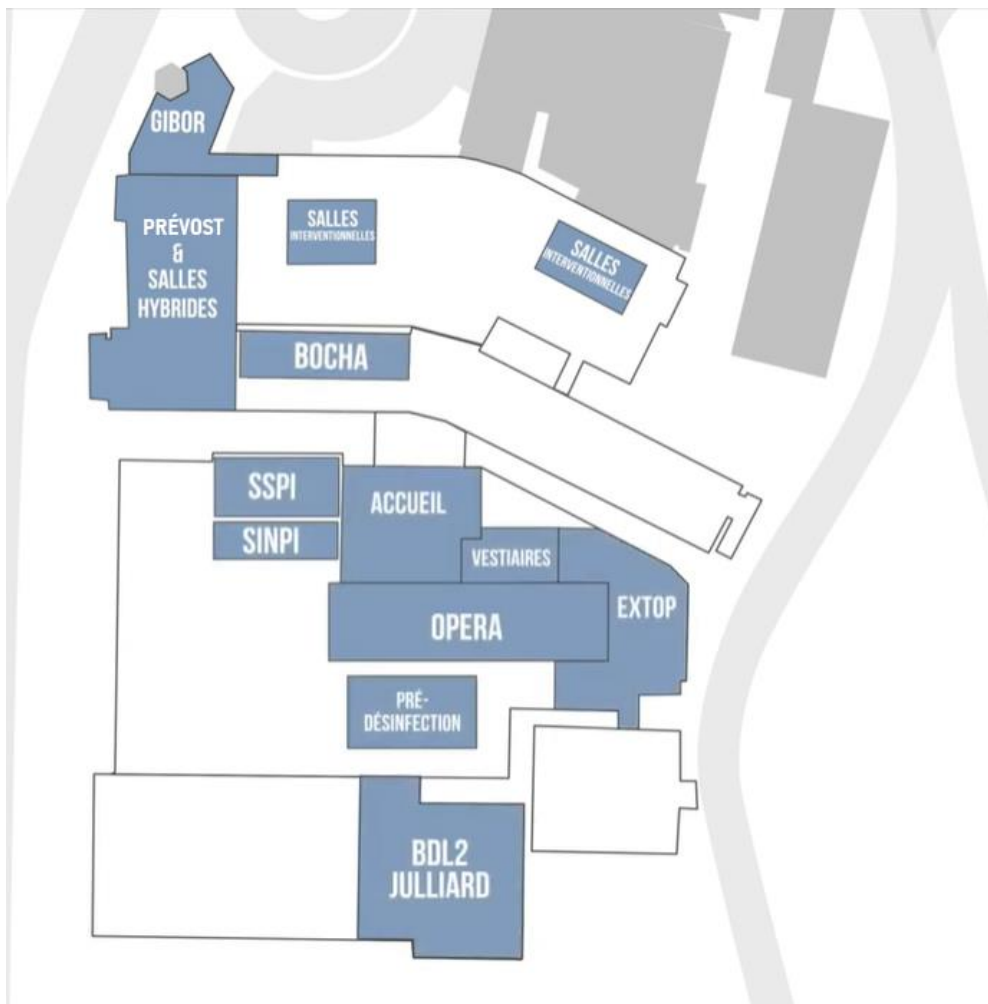 GIBOR
PRÉVOST
&
SALLES
HYBRIDES
SALLES
INTERVENTIONNELLES
SALLES
INTERVENTIONNELLES
BOCHA
SSPI
SINPI
ACCUEIL
VESTIAIRES
EXTOP
OPERA
PRÉ-
DÉSINFECTION
BDL2
JULLIARD